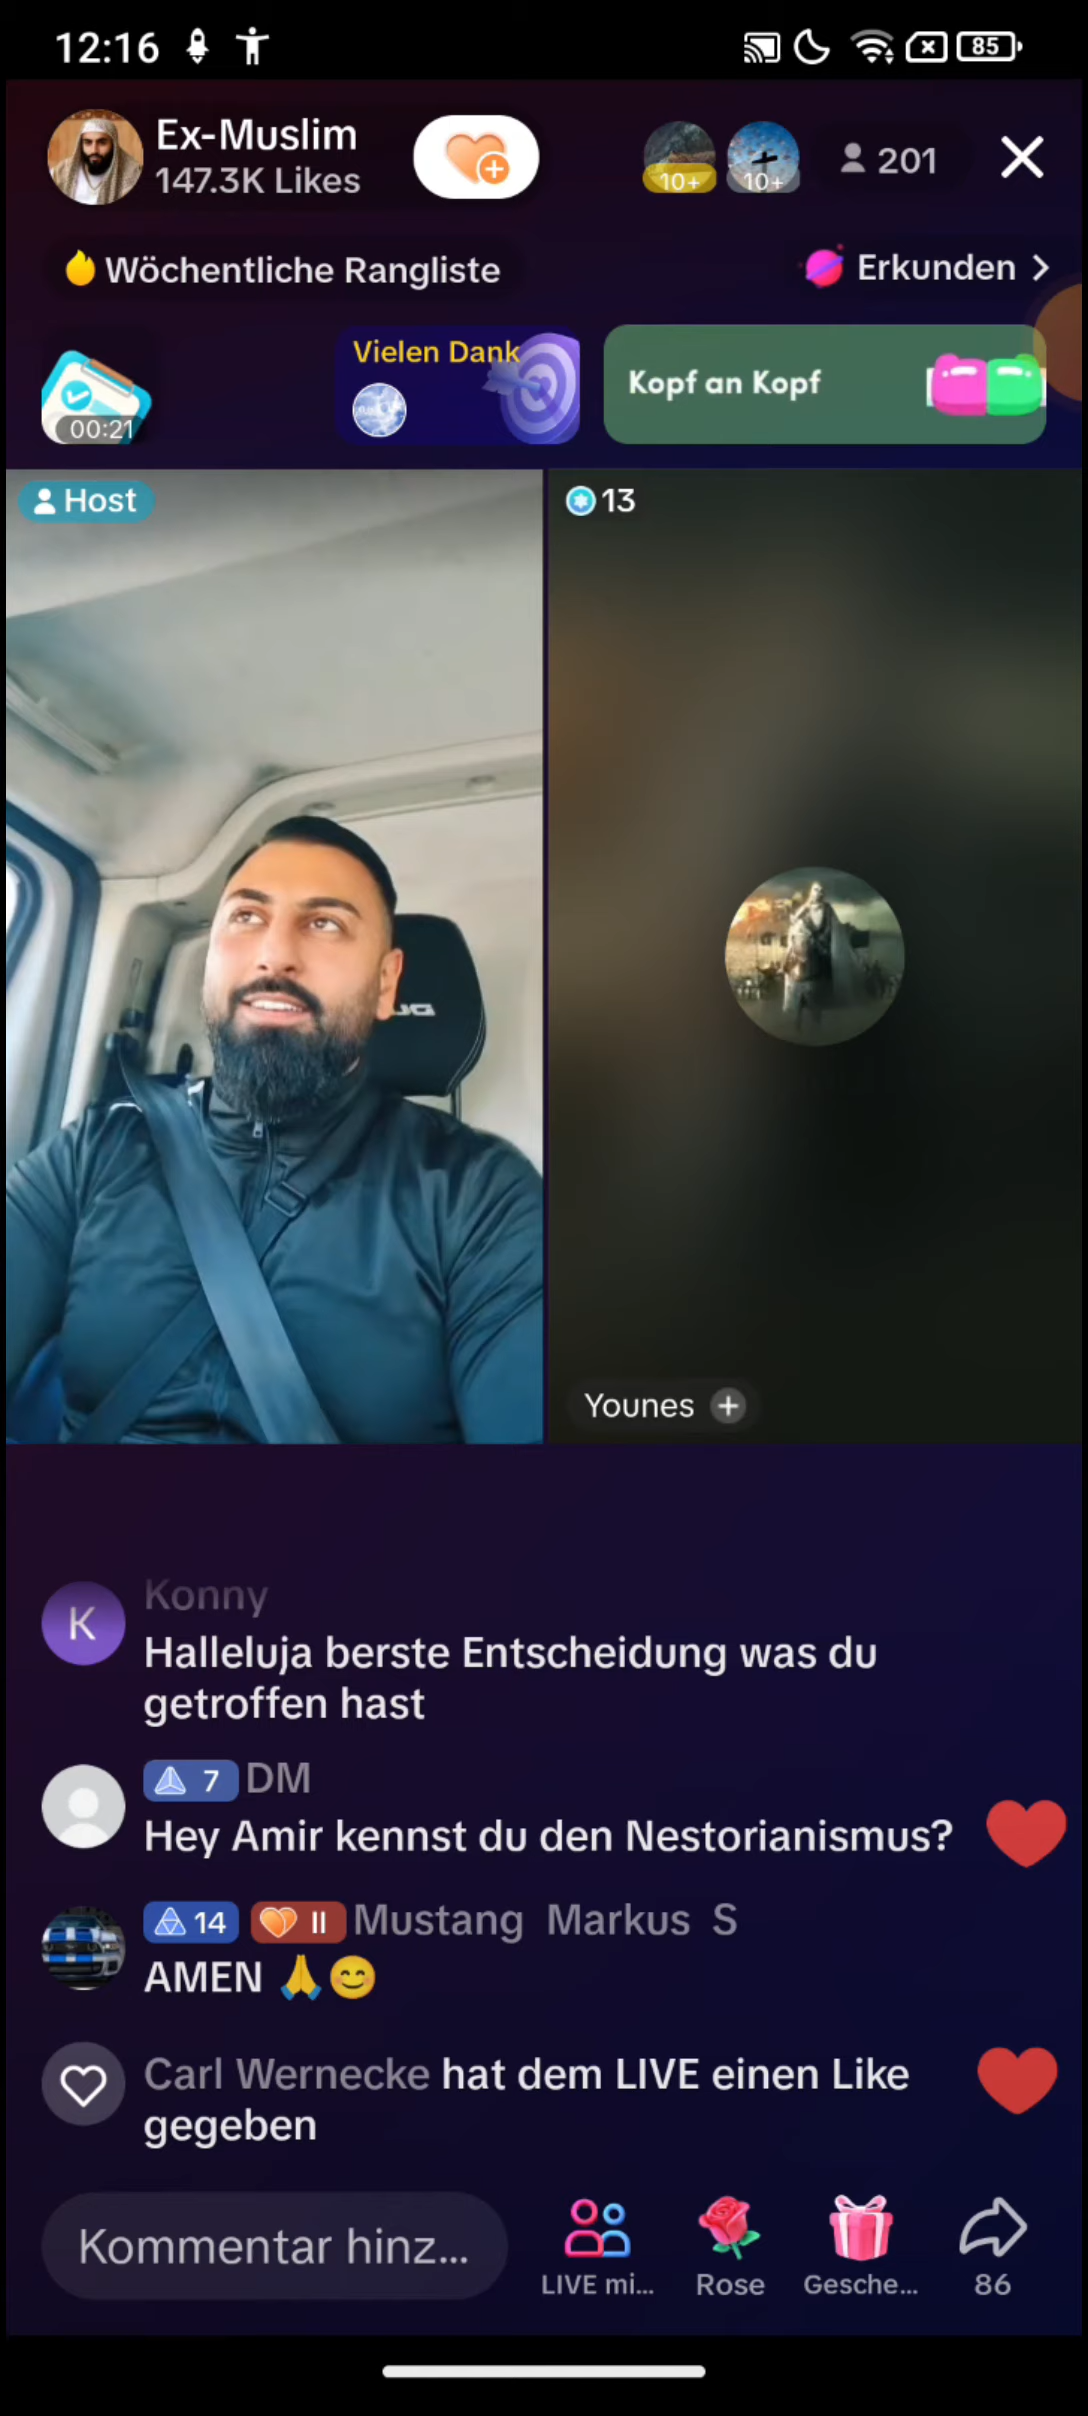 12:16
85
Ex-Muslim
147.3K Likes
10+
10+
201
Wöchentliche Rangliste
Erkunden
00:21
Vielen Dank
Kopf an Kopf
Host
13
Younes
K
Konny
Halleluja berste Entscheidung was du
getroffen hast
7 DM
Hey Amir kennst du den Nestorianismus?
14 II Mustang Markus S
AMEN 🙏😊
Carl Wernecke hat dem LIVE einen Like
gegeben
Kommentar hinz...
LIVE mi...
Rose
Gesche...
86